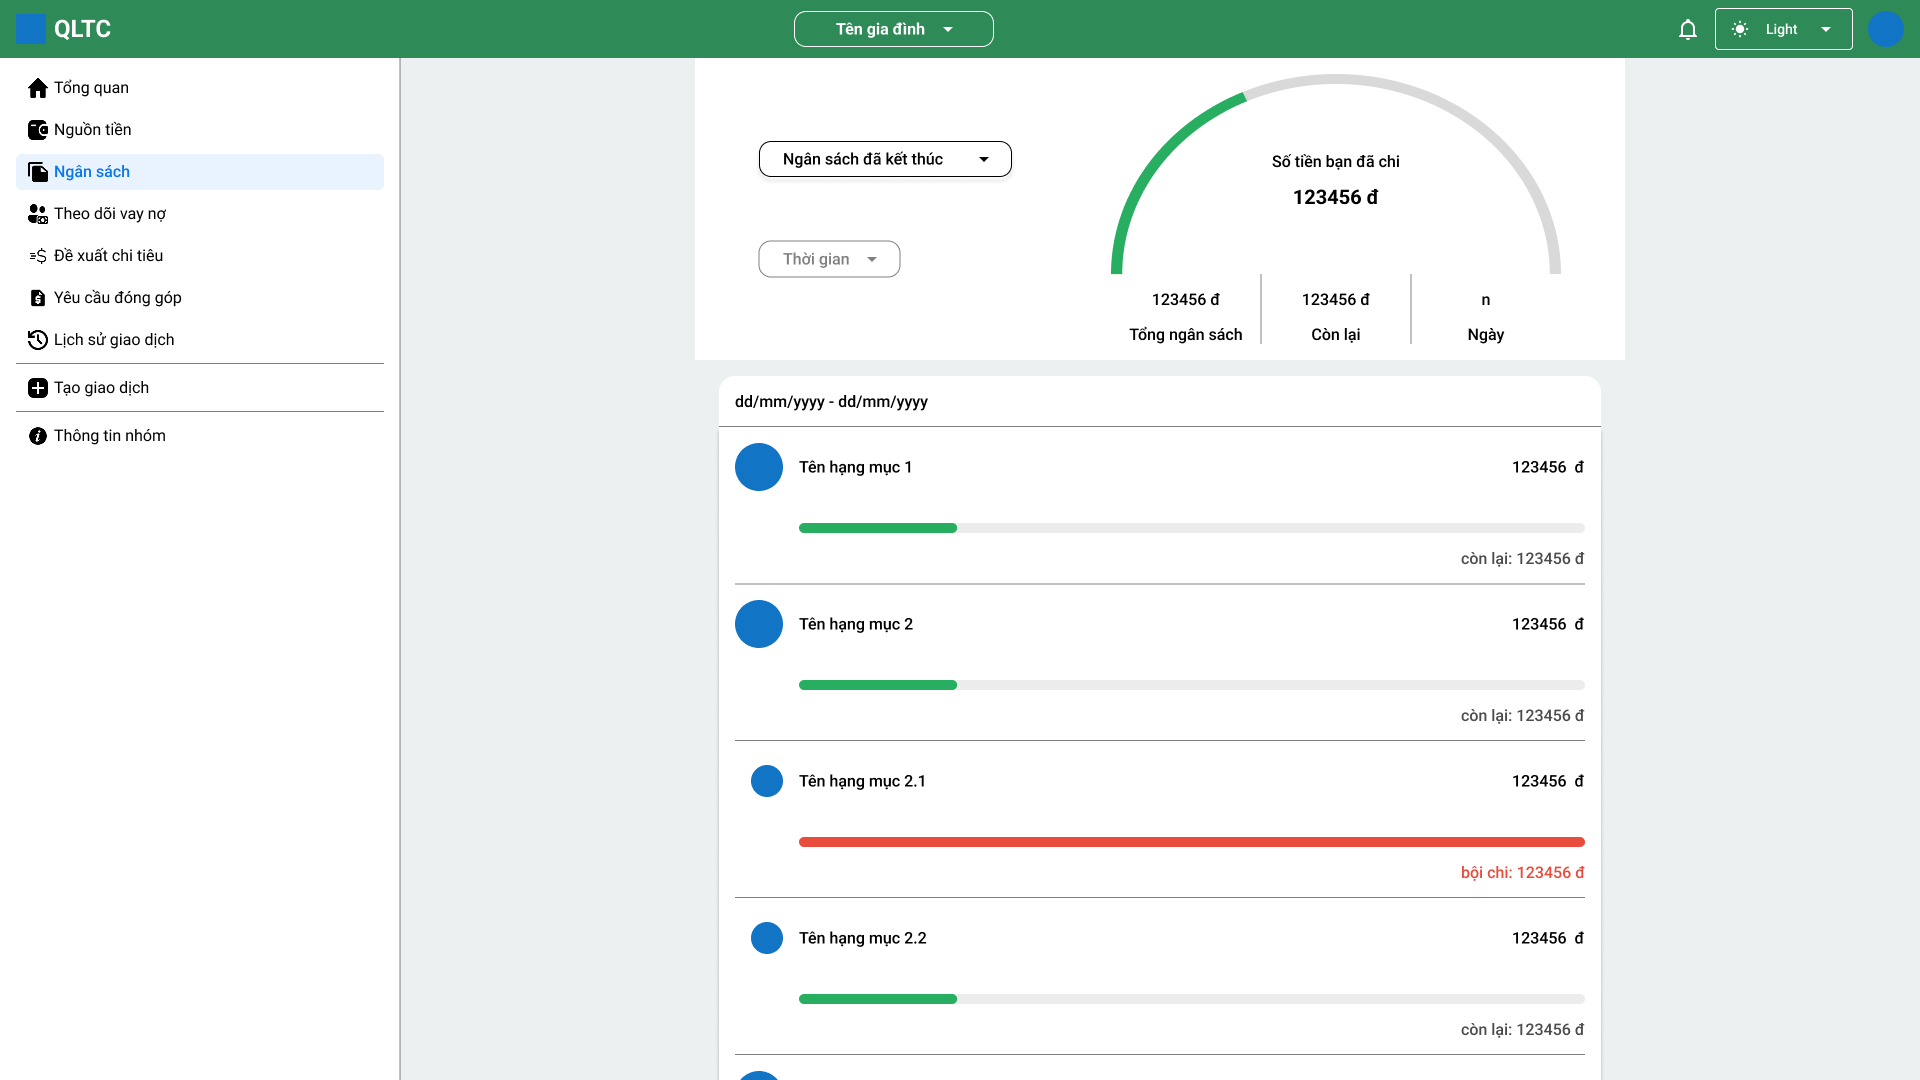 QLTC
Tên gia đình
Light
Tổng quan
Nguồn tiền
Ngân sách
Theo dõi vay nợ
Đề xuất chi tiêu
Yêu cầu đóng góp
Lịch sử giao dịch
Tạo giao dịch
Thông tin nhóm
Ngân sách đã kết thúc
Thời gian
Số tiền bạn đã chi
123456 đ
123456 đ
Tổng ngân sách
123456 đ
Còn lại
n
Ngày
dd/mm/yyyy - dd/mm/yyyy
Tên hạng mục 1 123456 đ
còn lại: 123456 đ
Tên hạng mục 2 123456 đ
còn lại: 123456 đ
Tên hạng mục 2.1 123456 đ
bội chi: 123456 đ
Tên hạng mục 2.2 123456 đ
còn lại: 123456 đ